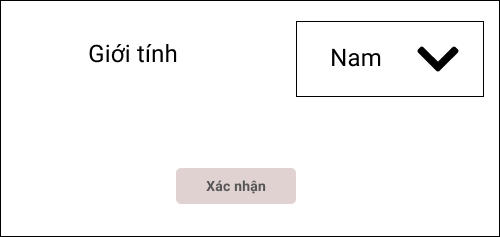 Giới tính
Nam
Xác nhận